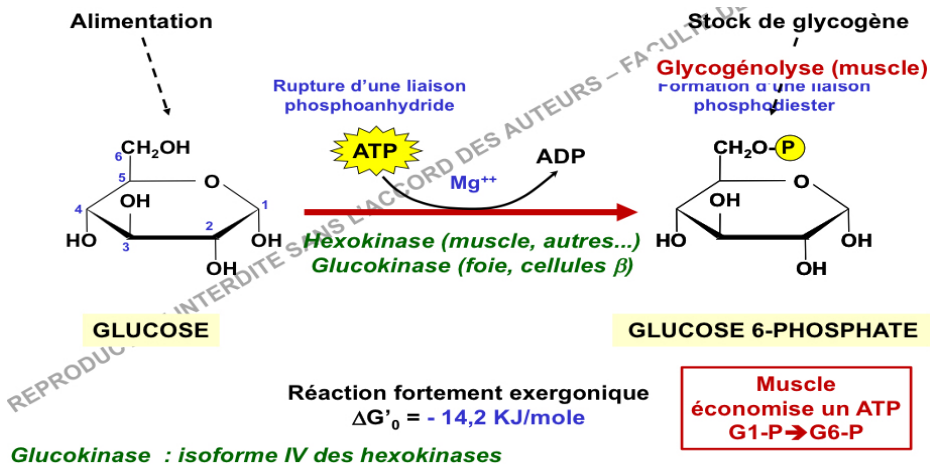 Alimentation
Stock de glycogène
Glycogénolyse (muscle)
Rupture d'une liaison
phosphoanhydride
Formation d'une liaison
phosphodiester
ATP
ADP
Mg++
6
CH2OH
5
O
4
OH
1
HO
3
2
OH
OH
CH2O-P
O
OH
HO
OH
OH
Hexokinase (muscle, autres...)
Glucokinase (foie, cellules β)
GLUCOSE
GLUCOSE 6-PHOSPHATE
Réaction fortement exergonique
ΔG'0 = - 14,2 KJ/mole
Muscle
économise un ATP
G1-P➔G6-P
Glucokinase : isoforme IV des hexokinases
INTERDITE SANS L'ACCORD DES AUTEURS – FACULTE